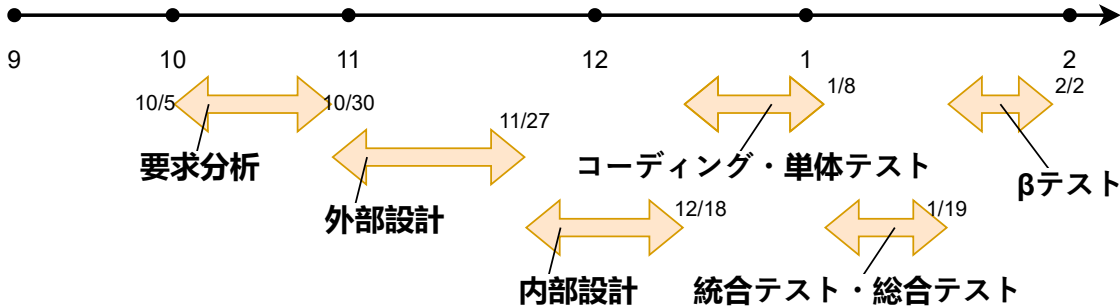 9 10 11 12 1 2
10/5 10/30 1/8 2/2
要求分析
11/27
コーディング・単体テスト
βテスト
外部設計
12/18 1/19
内部設計
統合テスト・総合テスト